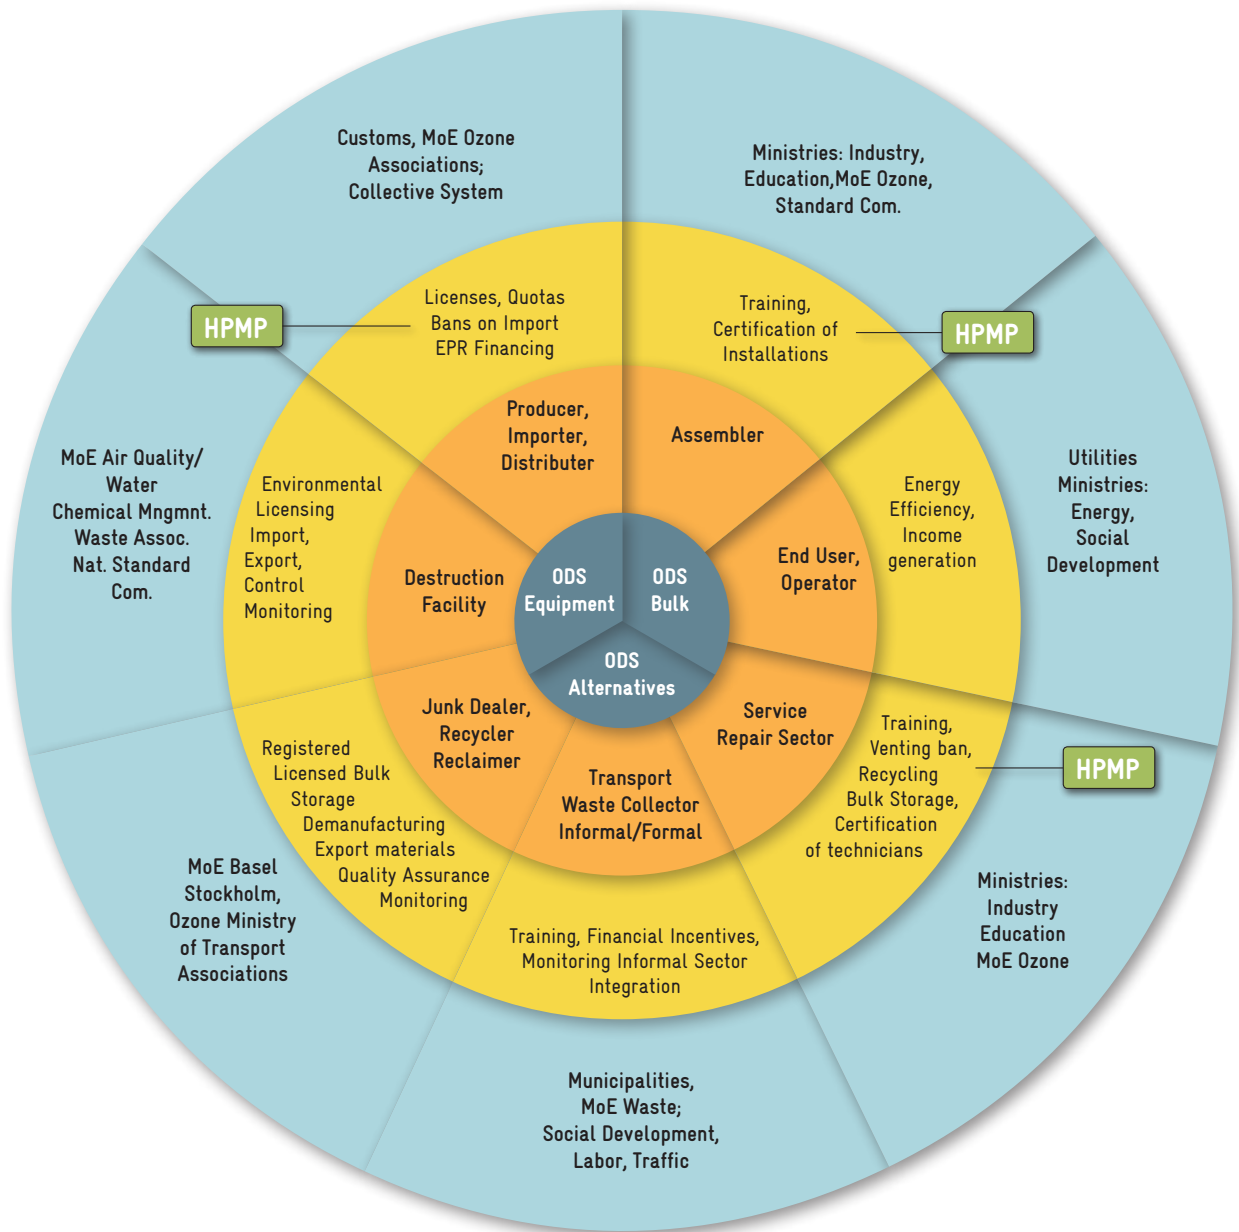 Customs, MoE Ozone
Associations;
Collective System
Ministries: Industry,
Education,MoE Ozone,
Standard Com.
HPMP
Licenses, Quotas
Bans on Import
EPR Financing
Training,
Certification of
Installations
HPMP
Producer,
Importer,
Distributer
Assembler
MoE Air Quality/
Water
Chemical Mngmnt.
Waste Assoc.
Nat. Standard
Com.
Environmental
Licensing
Import,
Export,
Control
Monitoring
Destruction
Facility
ODS
Equipment
ODS
Bulk
ODS
Alternatives
End User,
Operator
Energy
Efficiency,
Income
generation
Utilities
Ministries:
Energy,
Social
Development
Junk Dealer,
Recycler
Reclaimer
Transport
Waste Collector
Informal/Formal
Service
Repair Sector
Training,
Venting ban,
Recycling
Bulk Storage,
Certification
of technicians
HPMP
Registered
Licensed Bulk
Storage
Demanufacturing
Export materials
Quality Assurance
Monitoring
MoE Basel
Stockholm,
Ozone Ministry
of Transport
Associations
Training, Financial Incentives,
Monitoring Informal Sector
Integration
Ministries:
Industry
Education
MoE Ozone
Municipalities,
MoE Waste;
Social Development,
Labor, Traffic